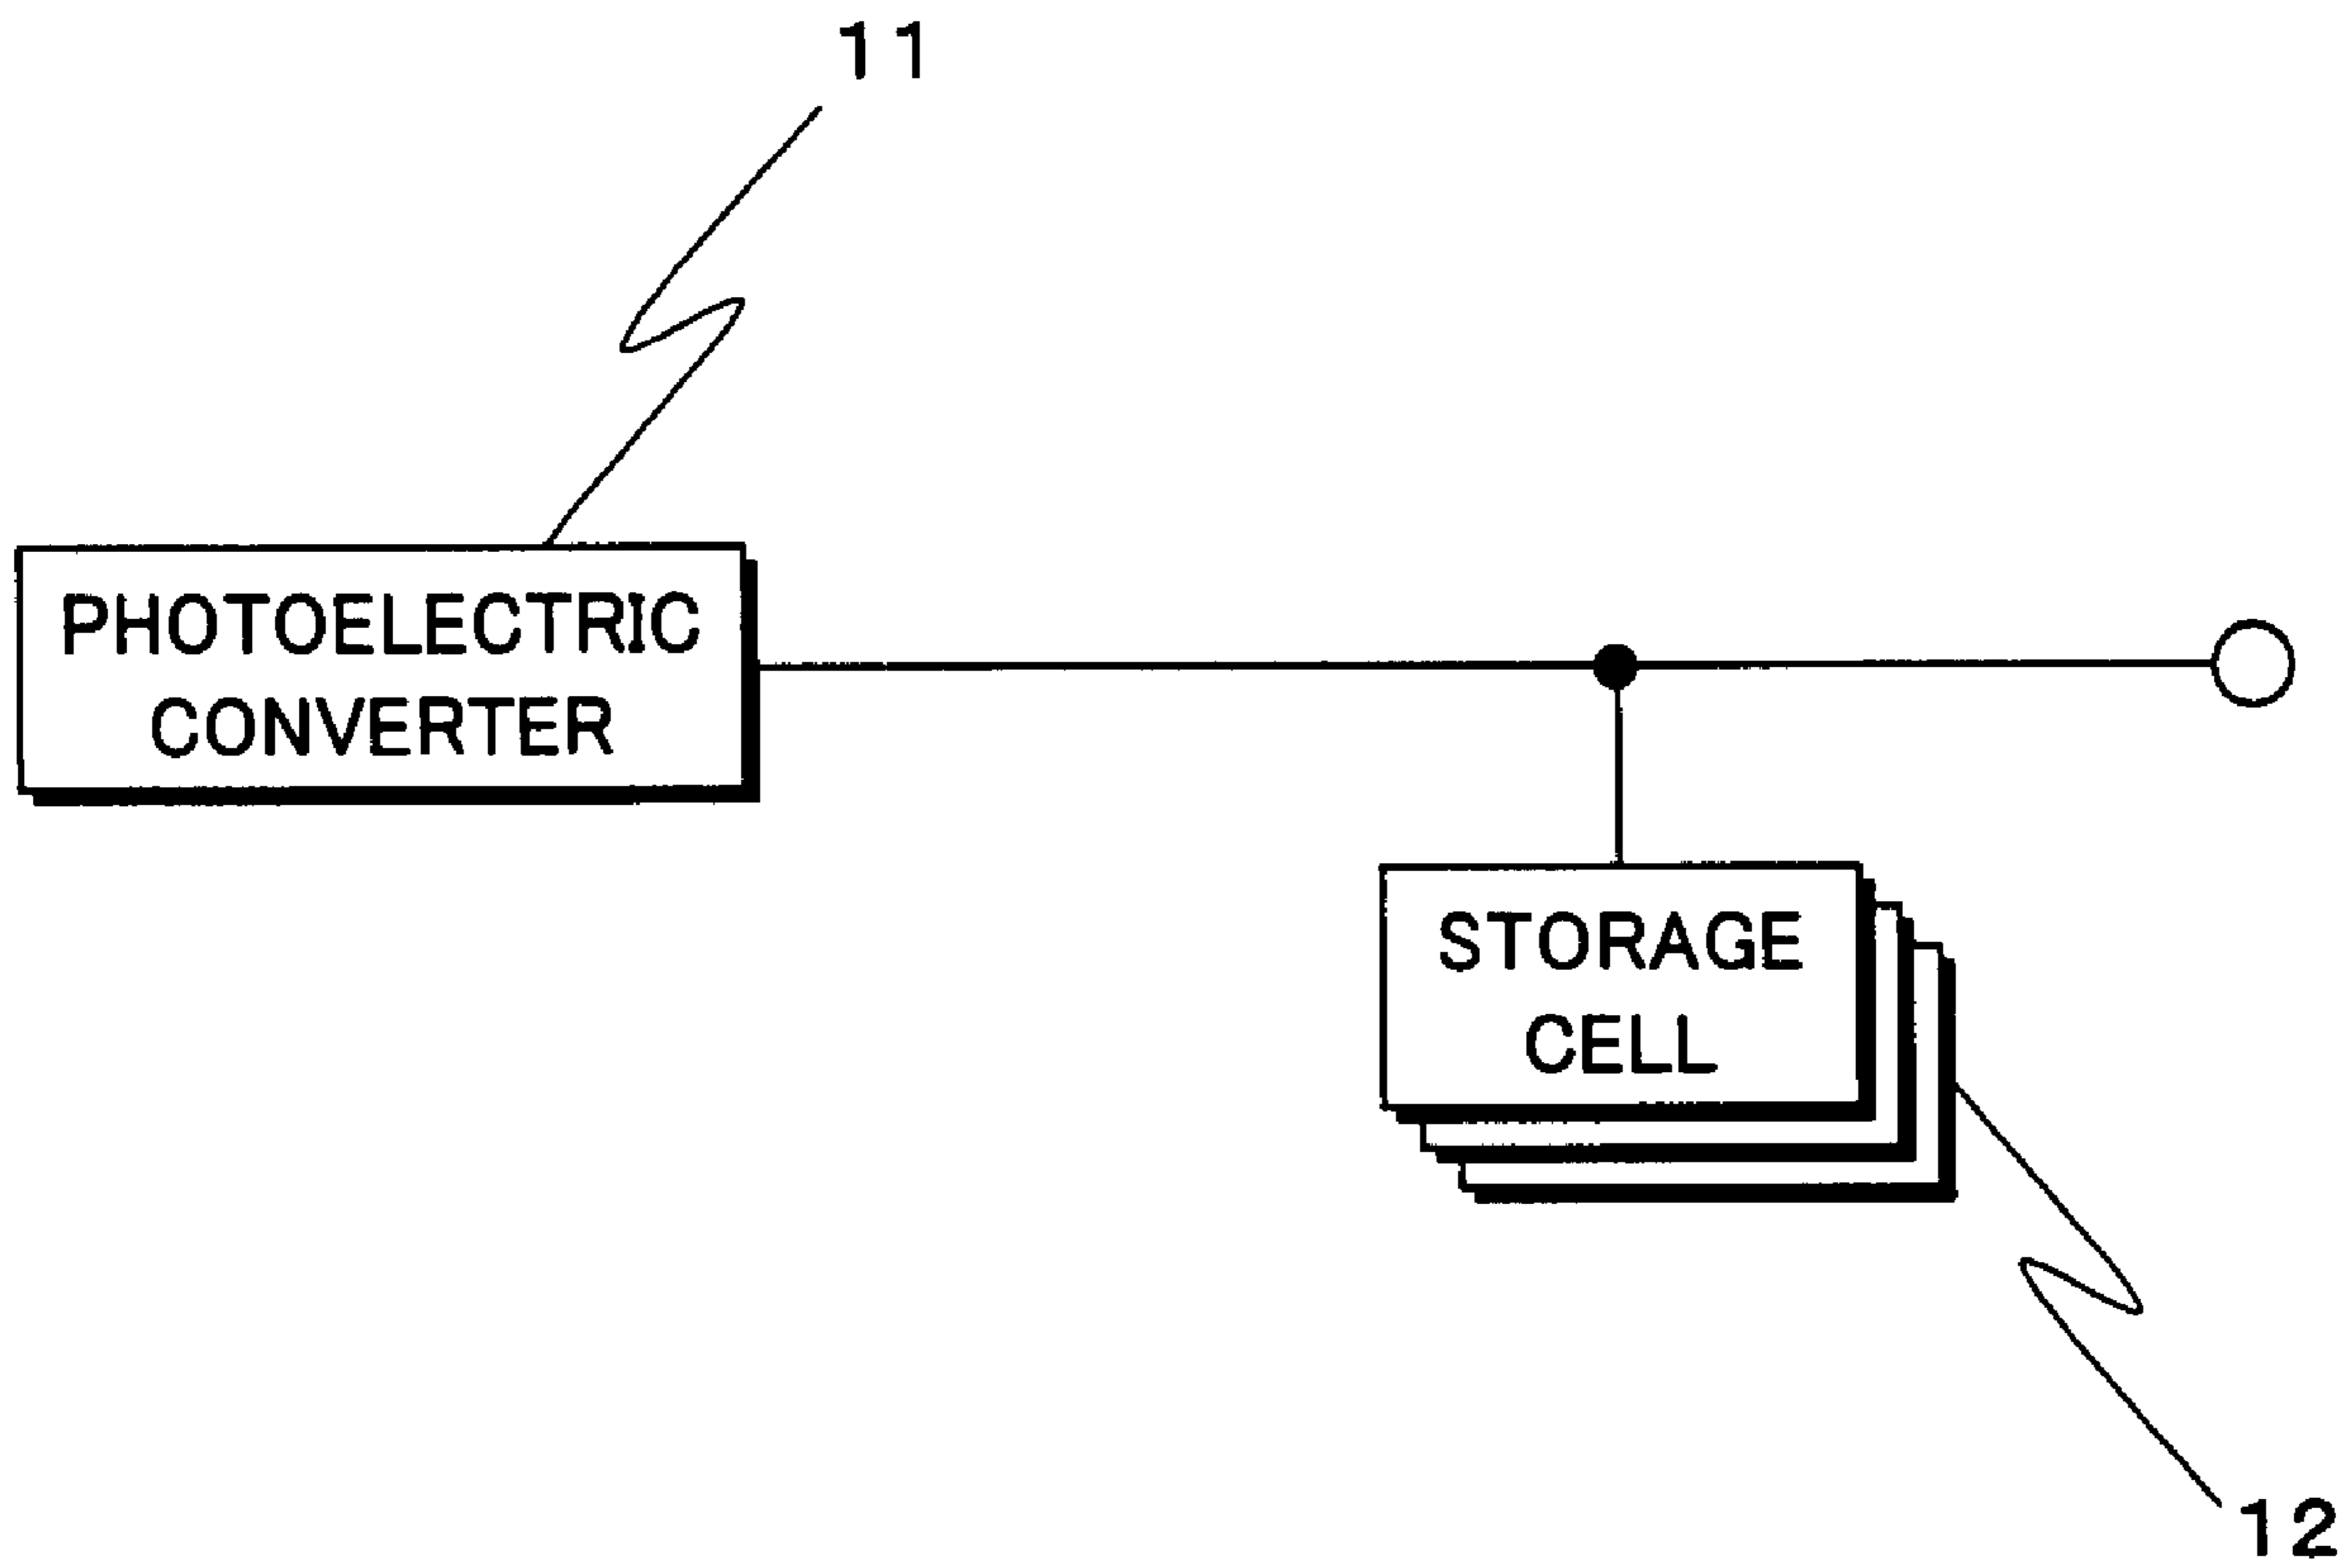 11
PHOTOELECTRIC
CONVERTER
STORAGE
CELL
12